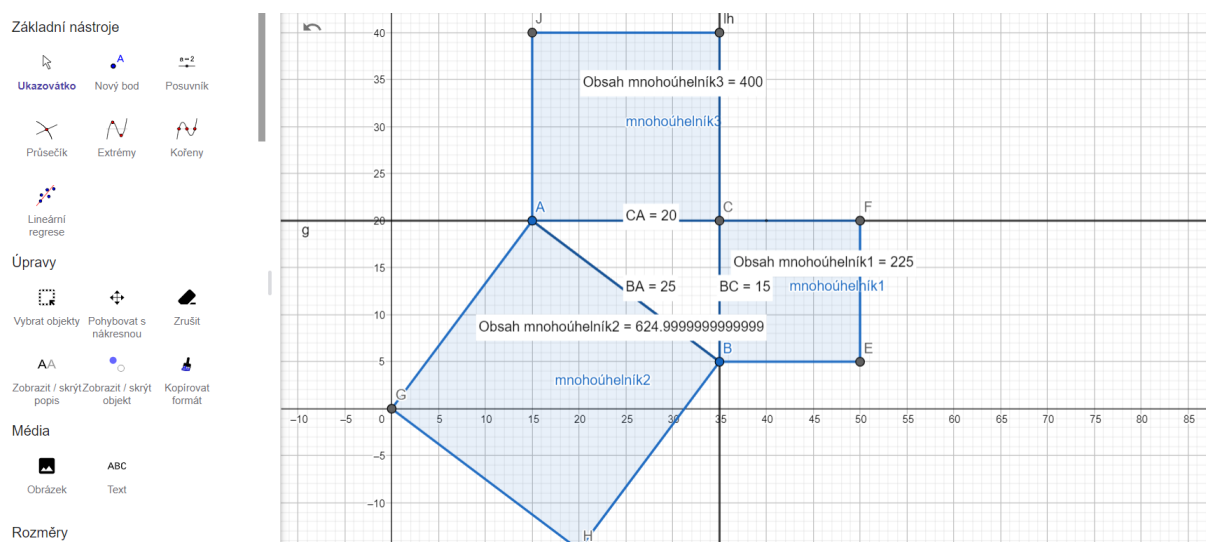 Základní nástroje
A
a=2
Ukazovátko
Nový bod
Posuvník
Průsečík
Extrémy
Kořeny
Lineární
regrese
Úpravy
Vybrat objekty
Pohybovat s
nákresnou
Zrušit
AA
Zobrazit / skrýt
popis
Zobrazit / skrýt
objekt
Kopírovat
formát
Média
ABC
Obrázek
Text
Rozměry
J
Ih
40
Obsah mnohoúhelník3 = 400
35
mnohoúhelník3
30
25
A
C
F
CA = 20
20
g
Obsah mnohoúhelník1 = 225
15
BA = 25
BC = 15
mnohoúhelník1
10
Obsah mnohoúhelník2 = 624.9999999999999
B
E
5
mnohoúhelník2
G
−10
−5
0
5
10
15
20
25
30
35
40
45
50
55
60
65
70
75
80
85
−5
−10
H